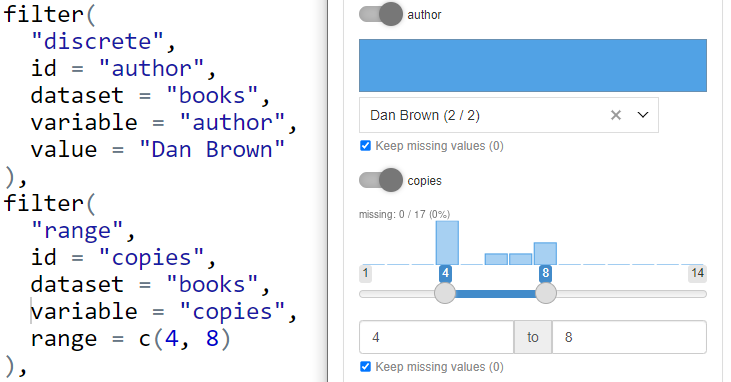 filter(
  "discrete",
  id = "author",
  dataset = "books",
  variable = "author",
  value = "Dan Brown"
),
filter(
  "range",
  id = "copies",
  dataset = "books",
  variable = "copies",
  range = c(4, 8)
),
author
Dan Brown (2 / 2)
Keep missing values (0)
copies
missing: 0 / 17 (0%)
1 4 8 14
4 to 8
Keep missing values (0)